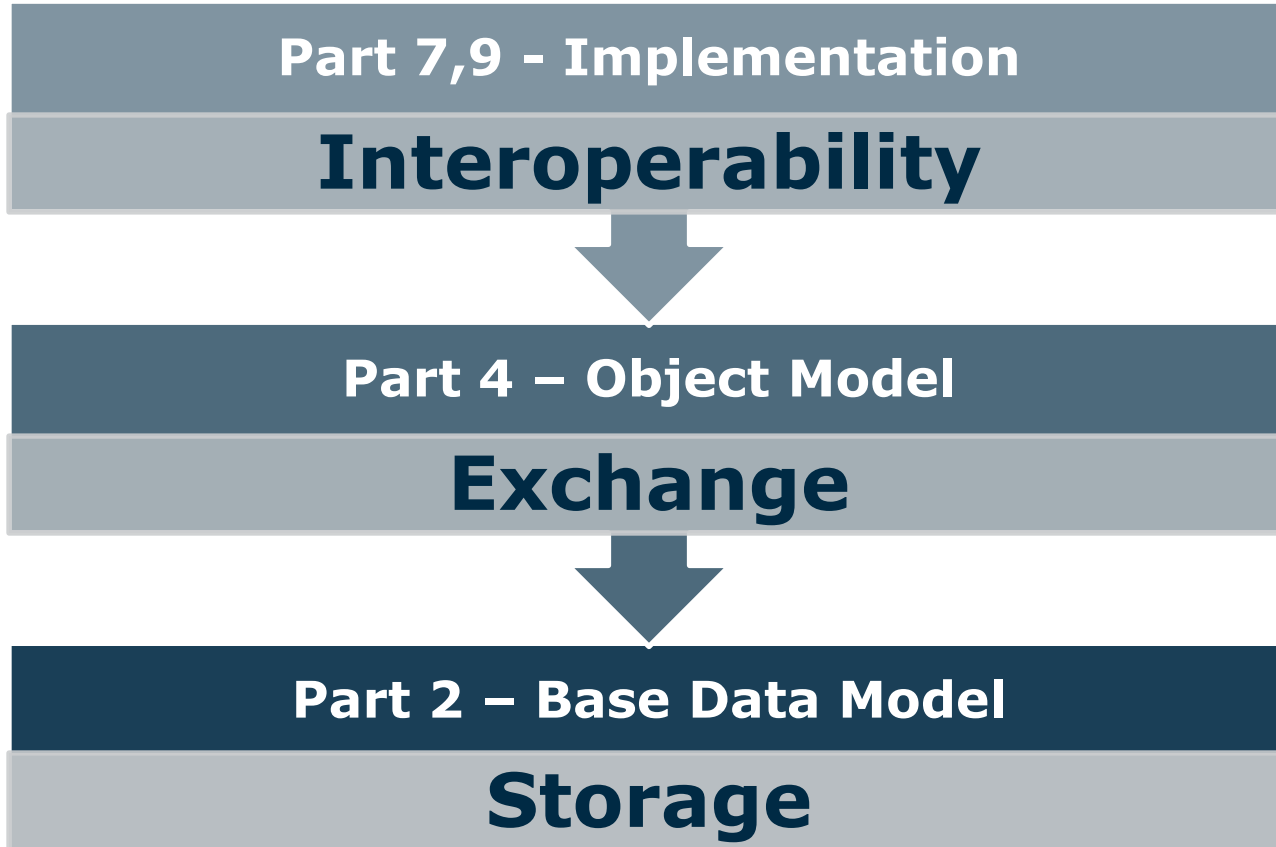 Part 7,9 - Implementation
Interoperability
Part 4 – Object Model
Exchange
Part 2 – Base Data Model
Storage